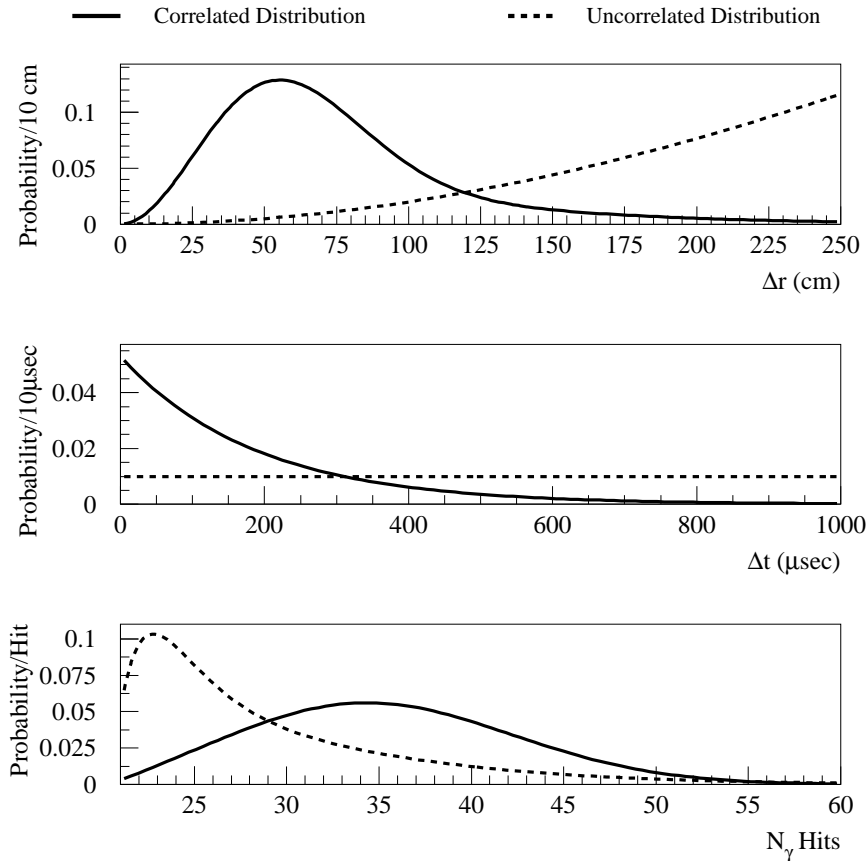 Correlated Distribution Uncorrelated Distribution
Probability/10 cm
0.1
0.05
0
0 25 50 75 100 125 150 175 200 225 250
Δr (cm)
Probability/10μsec
0.04
0.02
0
0 200 400 600 800 1000
Δt (μsec)
Probability/Hit
0.1
0.075
0.05
0.025
0
25 30 35 40 45 50 55 60
Nγ Hits